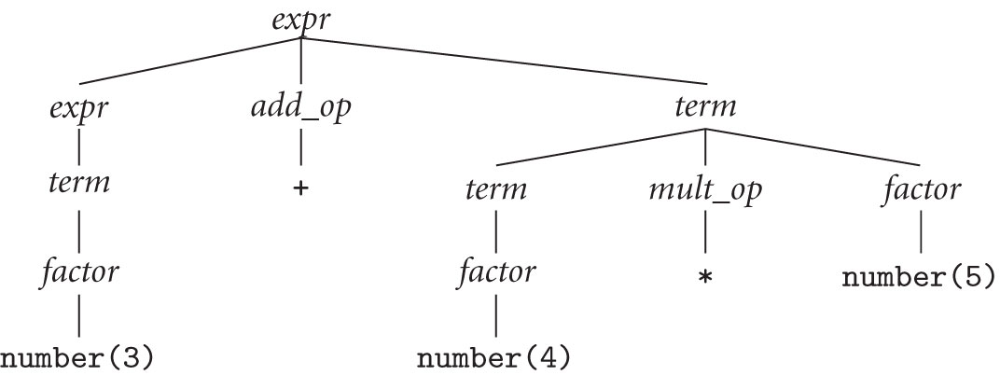 expr
expr add_op term
term + term mult_op factor
factor factor * number(5)
number(3) number(4)